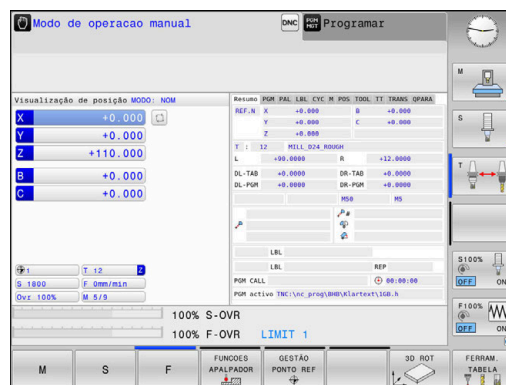 Modo de operacao manual
DNC
PGM MGT
Programar
Visualização de posição MODO: NOM
X +0.000
Y +0.000
Z +110.000
B +0.000
C +0.000
1
T 12 Z
S 1800 F 0mm/min
Ovr 100% M 5/9
Resumo PGM PAL LBL CYC M POS TOOL TT TRANS QPARA
REF.N X +0.000 B +0.000
Y +0.000 C +0.000
Z +0.000
T : 12 MILL_D24_ROUGH
L +90.0000 R +12.0000
DL-TAB +0.0000 DR-TAB +0.0000
DL-PGM +0.0000 DR-PGM +0.0000
M50 M5
P#
LBL
LBL REP
PGM CALL 00:00:00
PGM activo TNC:\nc_prog\BHB\Klartext\1GB.h
100% S-OVR
100% F-OVR LIMIT 1
M
S
F
FUNCOES APALPADOR
GESTÃO PONTO REF
3D ROT
FERRAM. TABELA
M
S
T
S100%
OFF ON
F100%
OFF ON